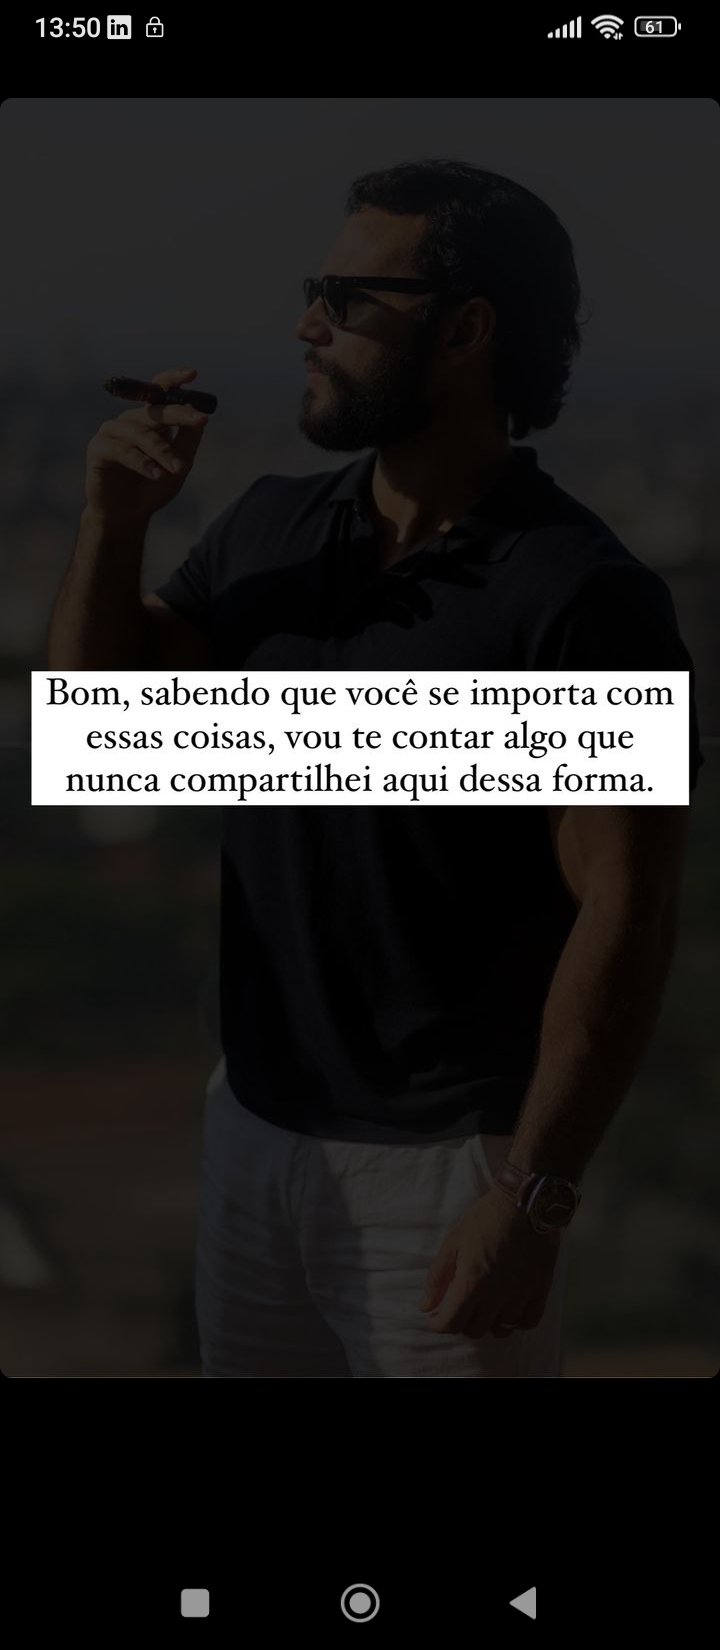 13:50
61
Bom, sabendo que você se importa com
essas coisas, vou te contar algo que
nunca compartilhei aqui dessa forma.